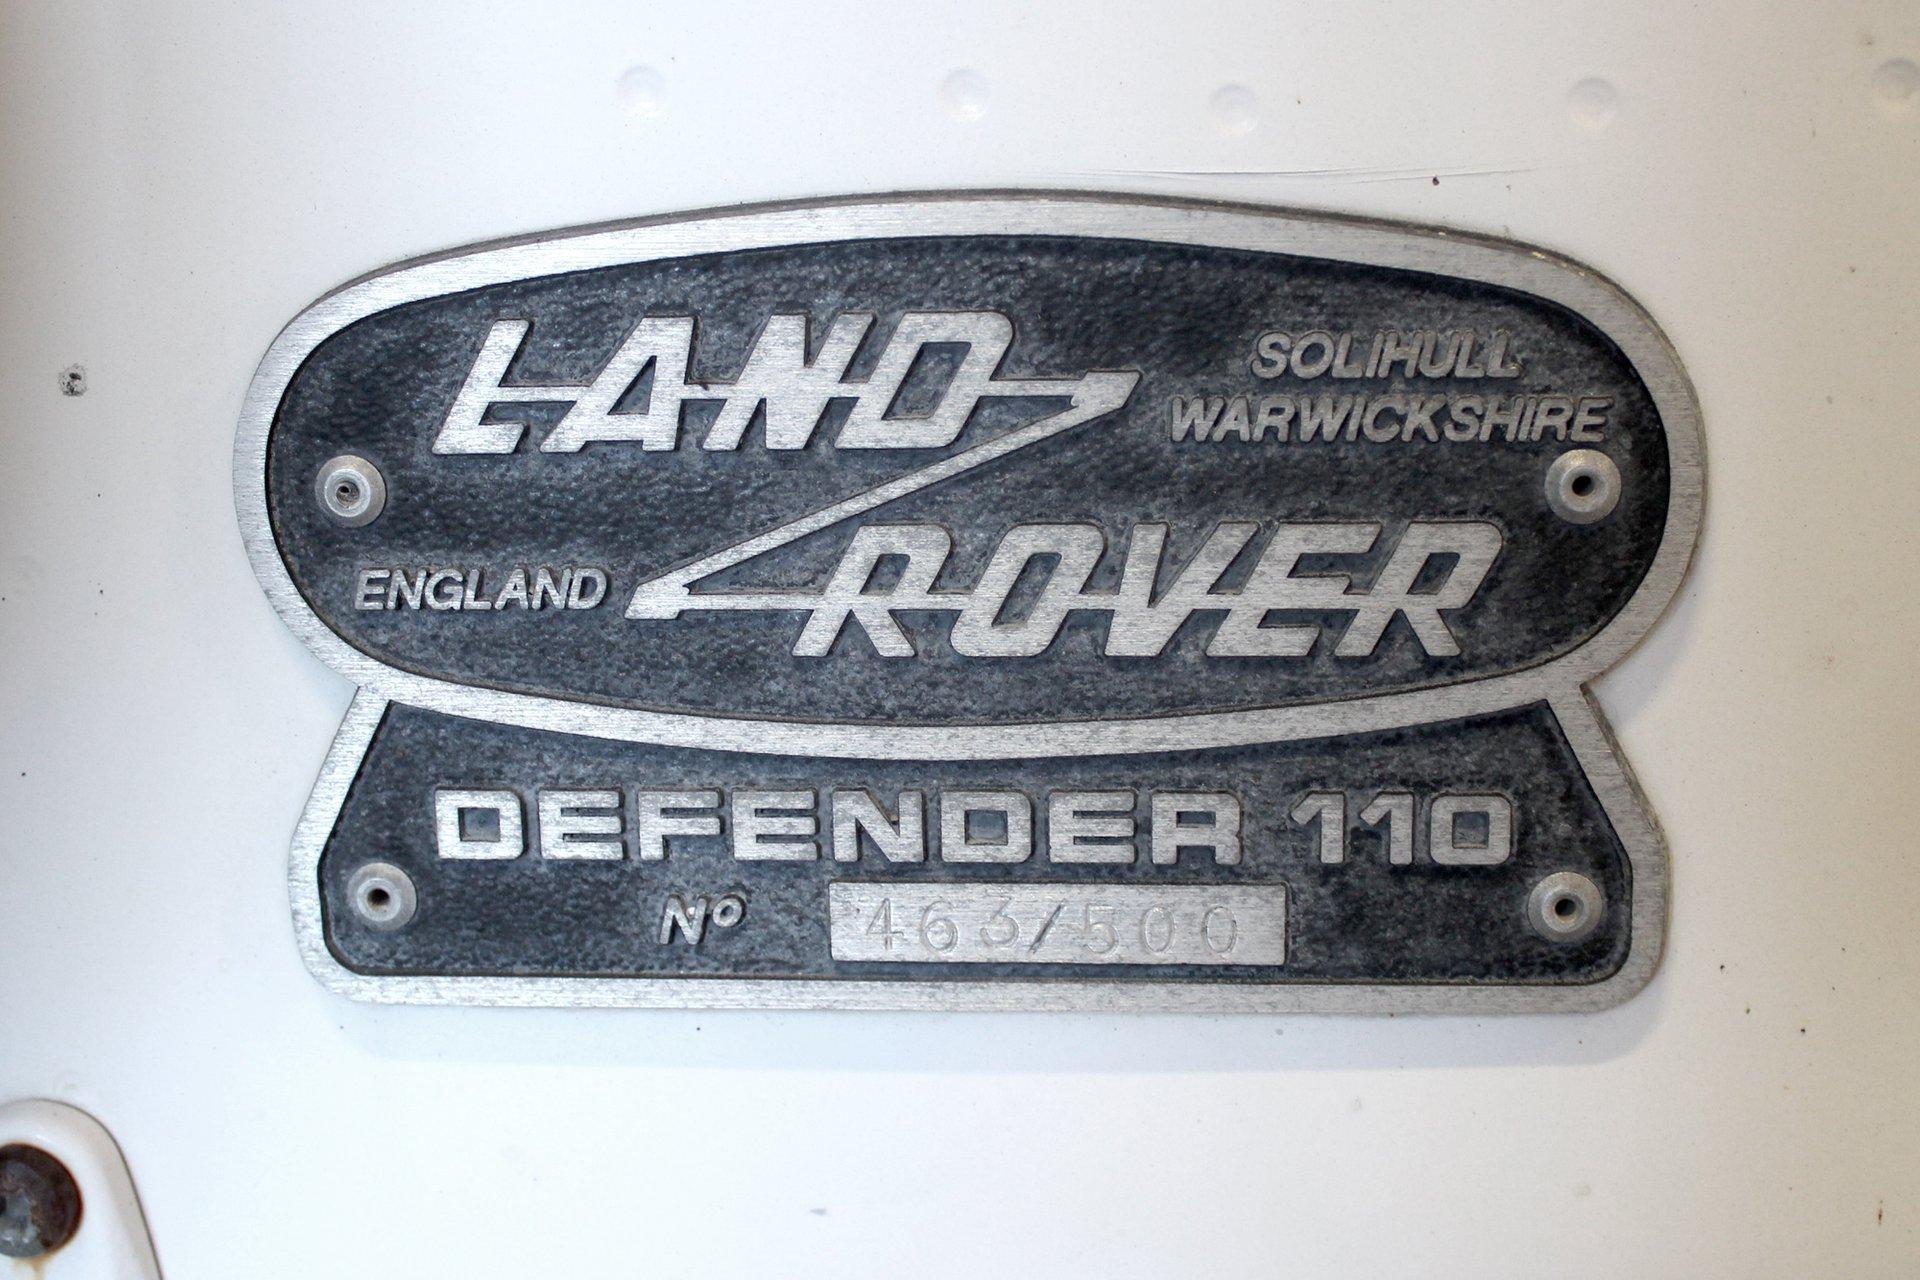 LAND
SOLIHULL
WARWICKSHIRE
ENGLAND
ROVER
DEFENDER 110
Nº 463/500